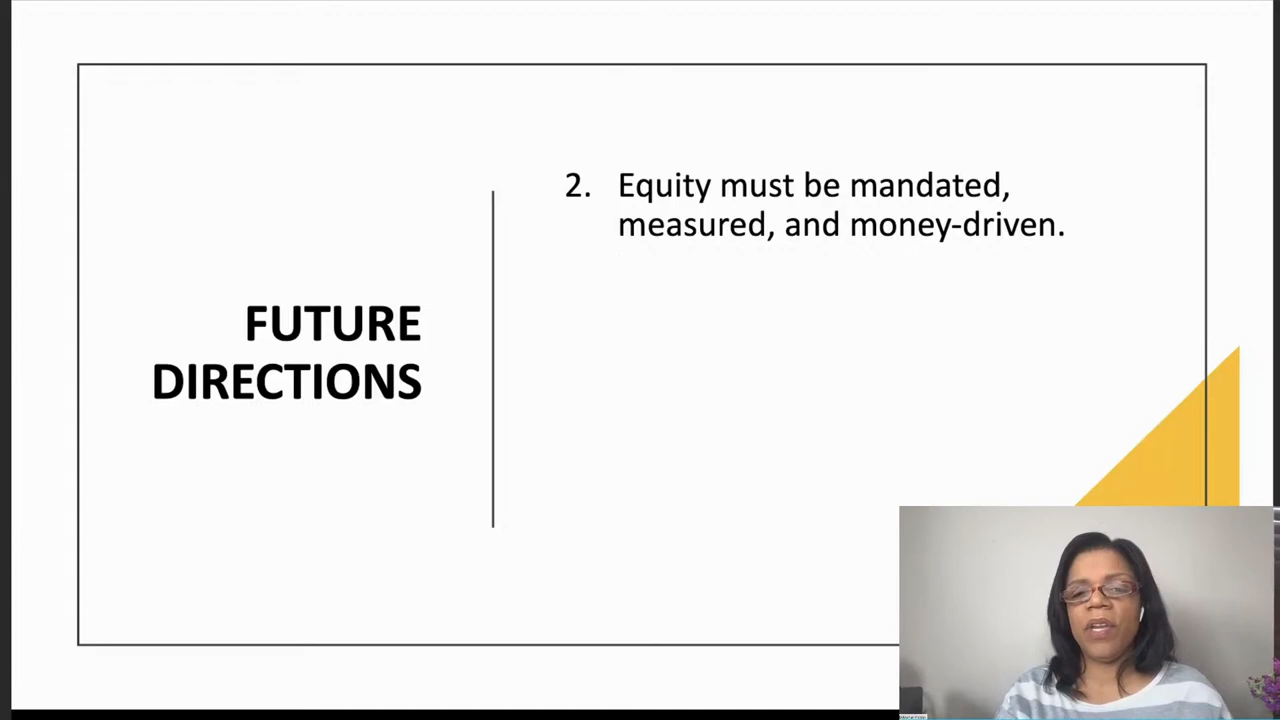 FUTURE
DIRECTIONS
2. Equity must be mandated,
measured, and money-driven.